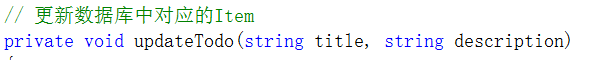 // 更新数据库中对应的Item
private void updateTodo(string title, string description)